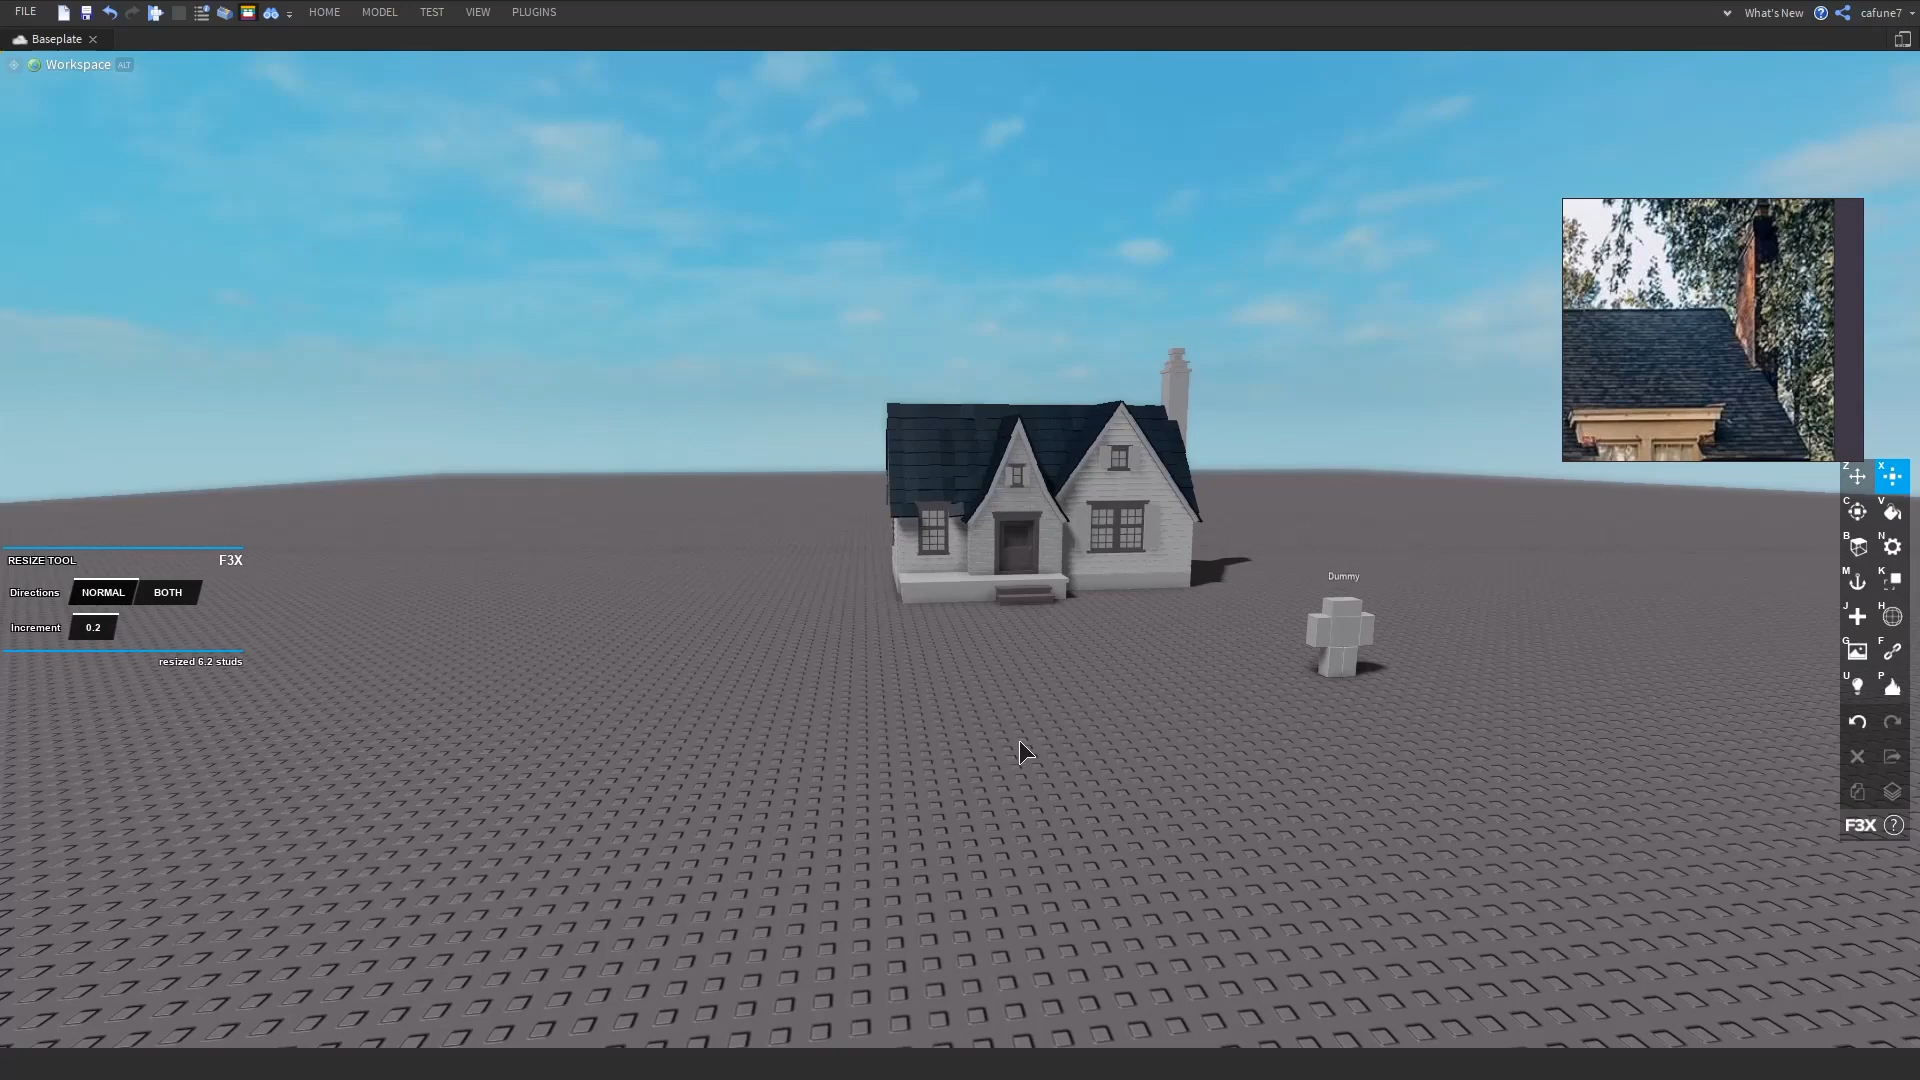 FILE HOME MODEL TEST VIEW PLUGINS What's New cafune7
Baseplate
Workspace ALT
RESIZE TOOL F3X
Directions NORMAL BOTH
Increment 0.2
resized 6.2 studs
Dummy
Z X
C V
B N
M K
J H
G F
U P
F3X ?